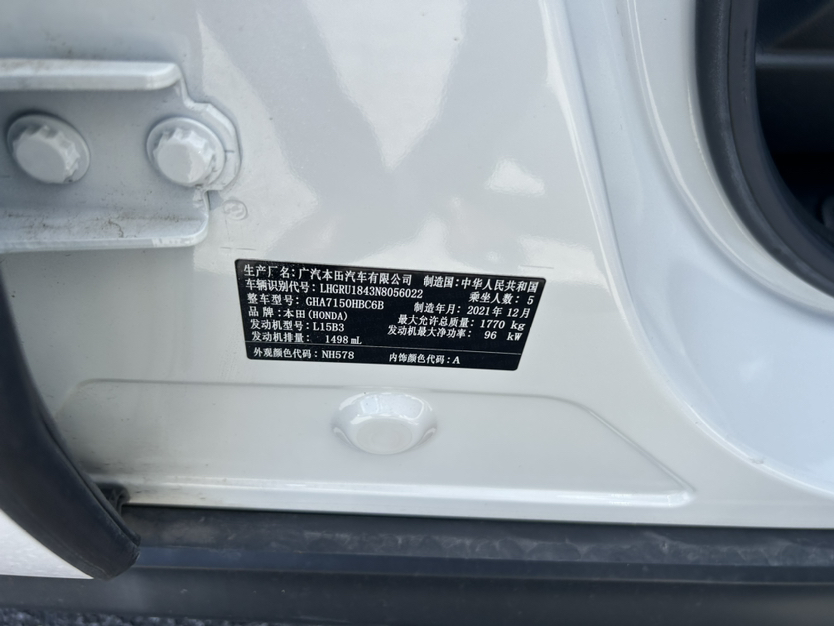 生产厂名:广汽本田汽车有限公司 制造国:中华人民共和国
车辆识别代号:LHGRU1843N8056022 乘坐人数:5
整车型号:GHA7150HBC6B 制造年月:2021年12月
品牌:本田(HONDA) 最大允许总质量:1770 kg
发动机型号:L15B3 发动机最大净功率:96 kW
发动机排量:1498 mL
外观颜色代码:NH578 内饰颜色代码:A